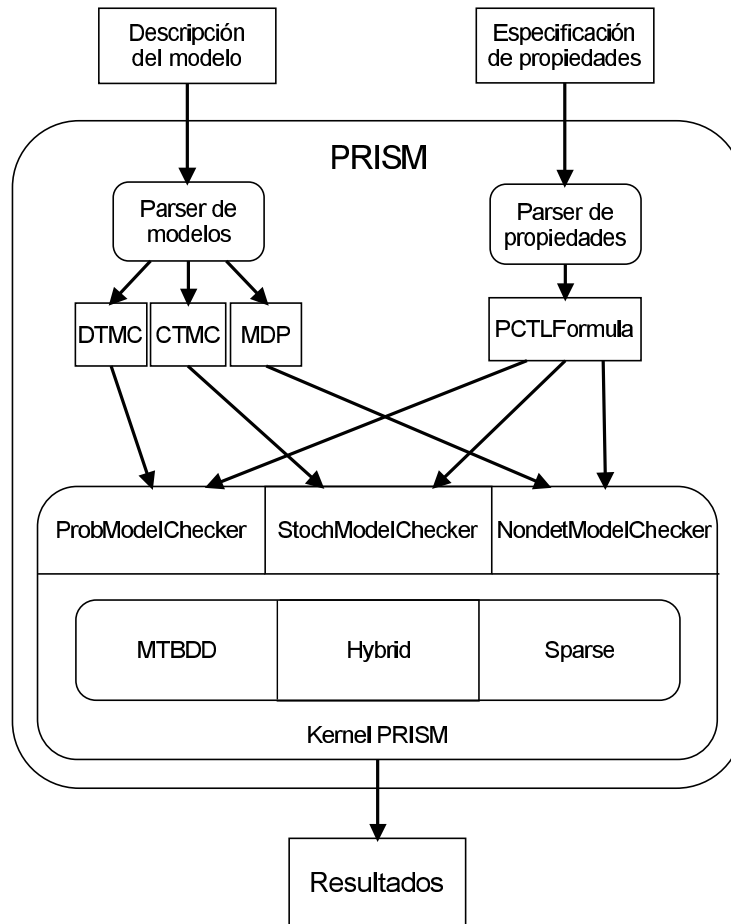 Descripción
del modelo
Especificación
de propiedades
PRISM
Parser de
modelos
Parser de
propiedades
DTMC
CTMC
MDP
PCTLFormula
ProbModelChecker
StochModelChecker
NondetModelChecker
MTBDD
Hybrid
Sparse
Kernel PRISM
Resultados